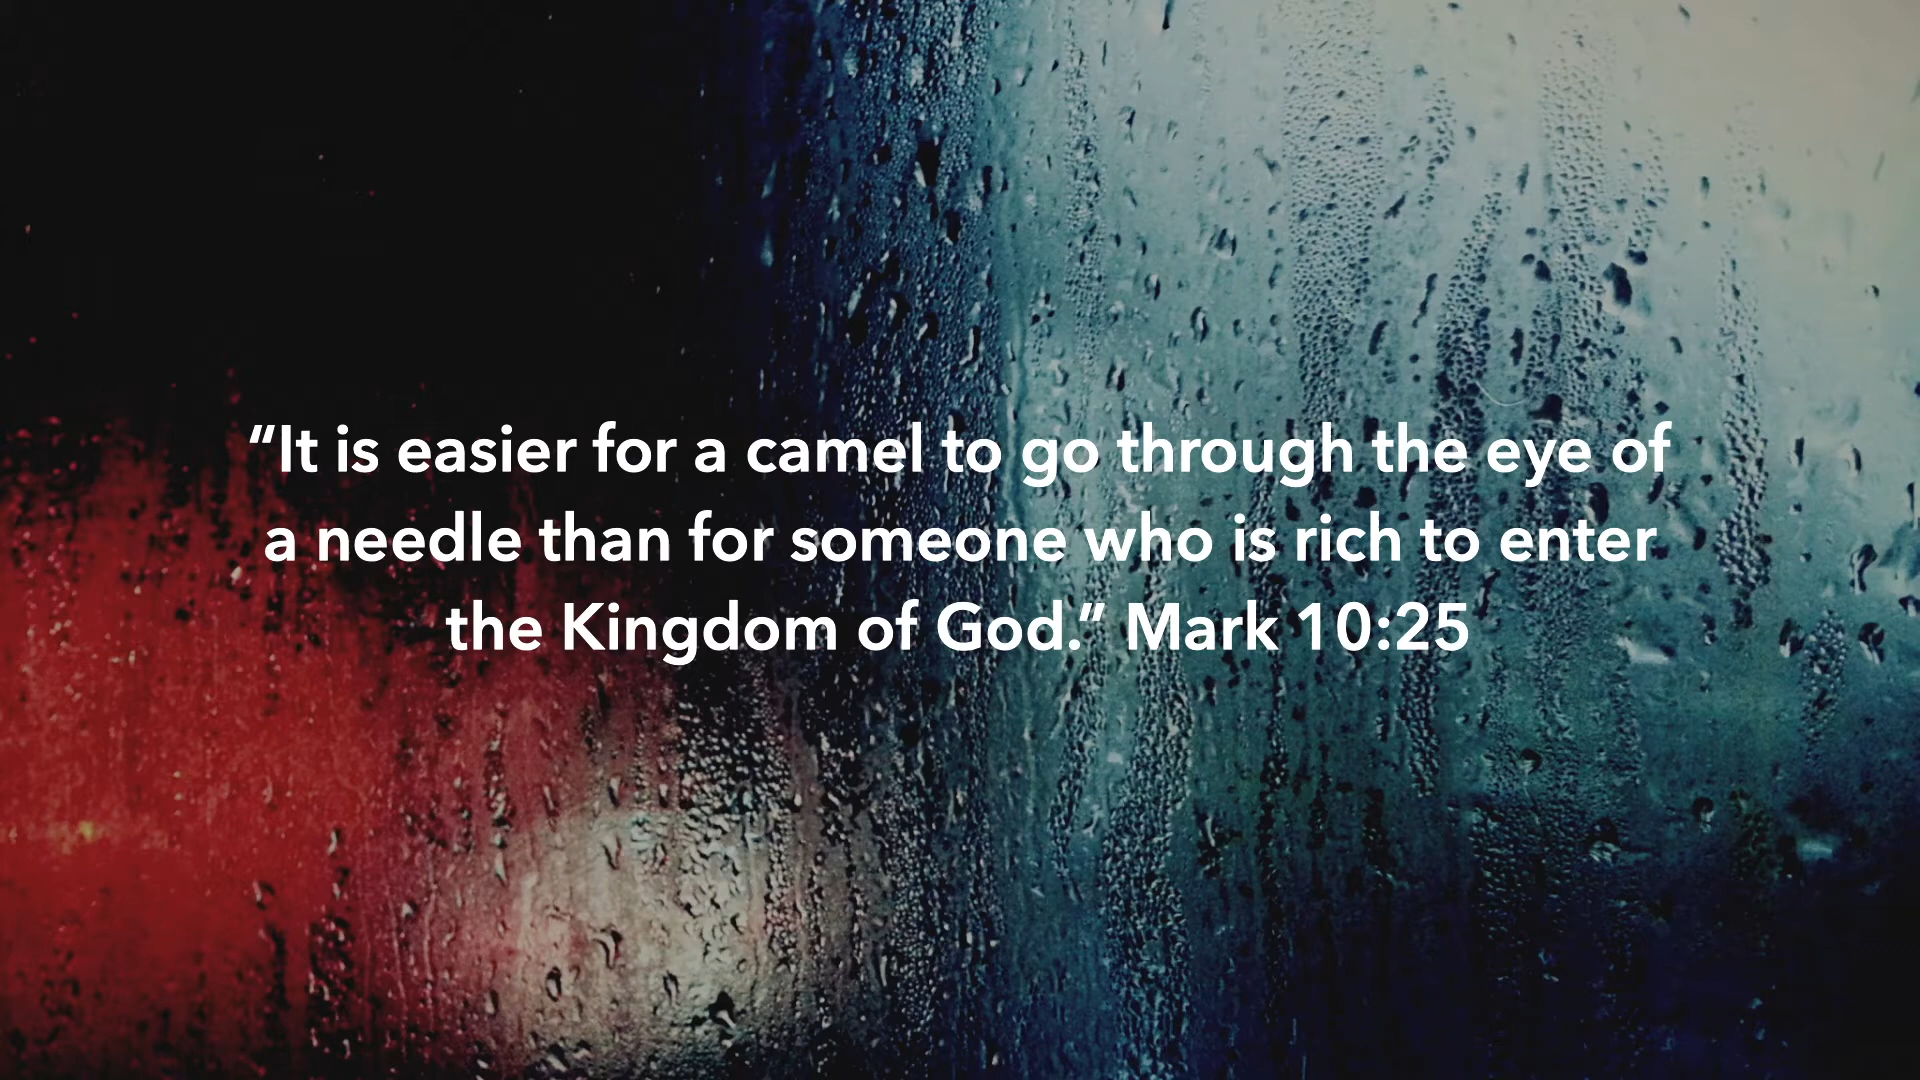 “It is easier for a camel to go through the eye of
a needle than for someone who is rich to enter
the Kingdom of God.” Mark 10:25